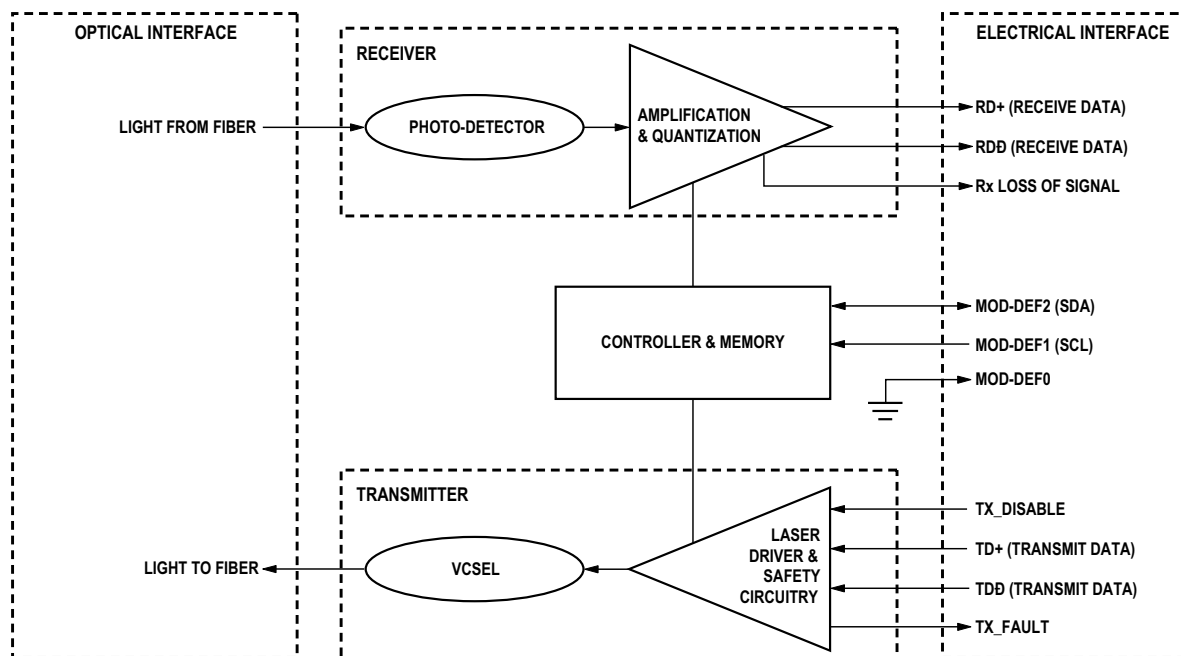 OPTICAL INTERFACE
ELECTRICAL INTERFACE
RECEIVER
LIGHT FROM FIBER
PHOTO-DETECTOR
AMPLIFICATION
& QUANTIZATION
RD+ (RECEIVE DATA)
RDÐ (RECEIVE DATA)
Rx LOSS OF SIGNAL
CONTROLLER & MEMORY
MOD-DEF2 (SDA)
MOD-DEF1 (SCL)
MOD-DEF0
TRANSMITTER
LIGHT TO FIBER
VCSEL
LASER
DRIVER &
SAFETY
CIRCUITRY
TX_DISABLE
TD+ (TRANSMIT DATA)
TDÐ (TRANSMIT DATA)
TX_FAULT